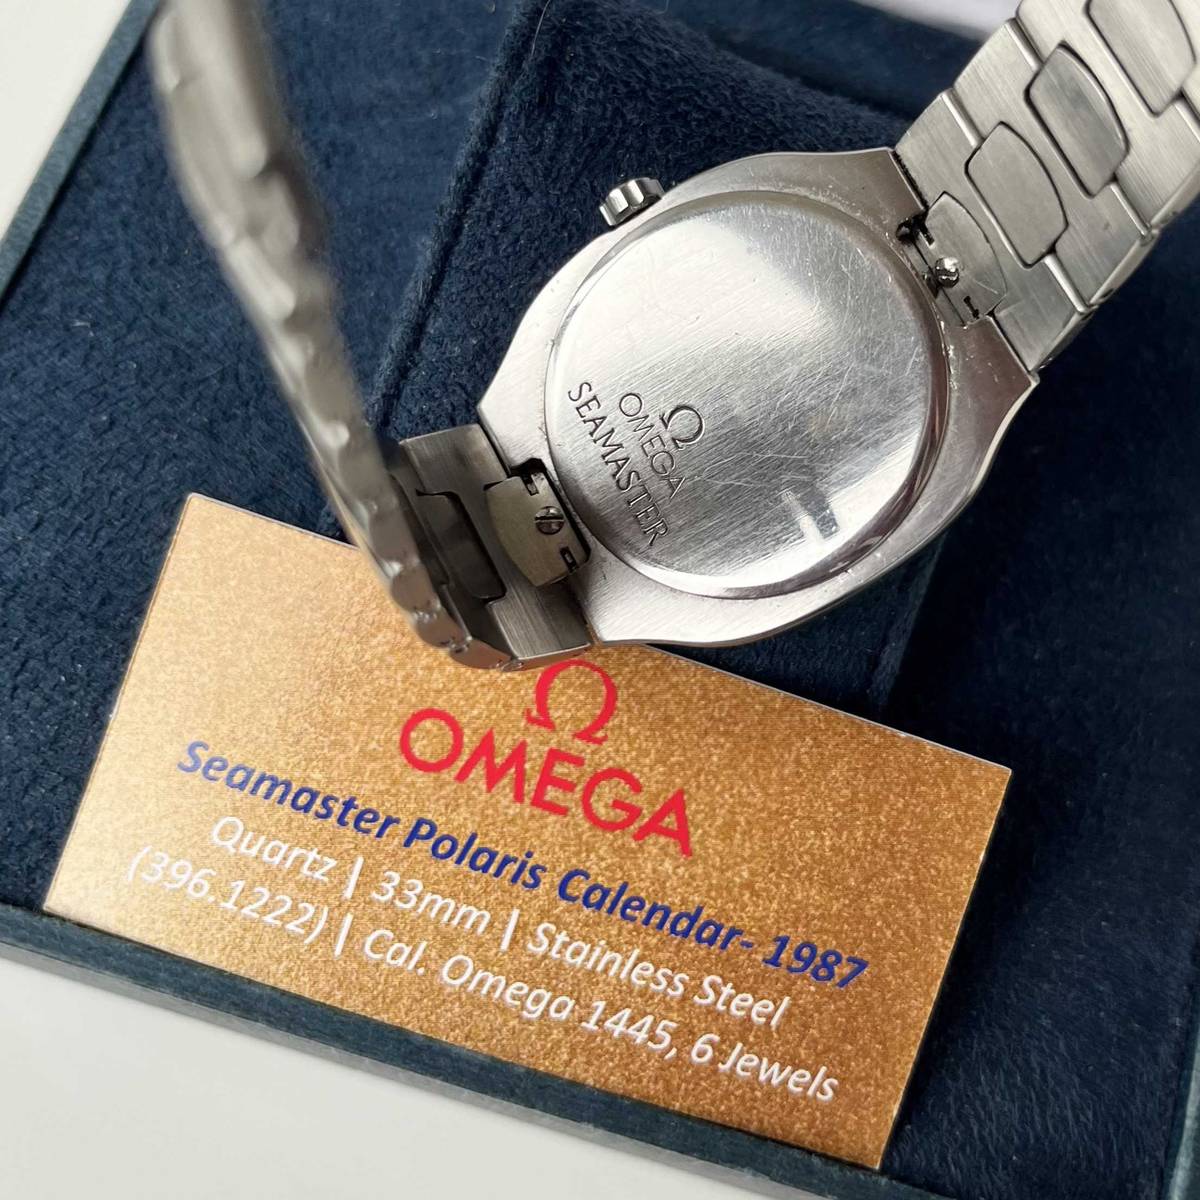 Ω
OMEGA
SEAMASTER
Ω
OMEGA
Seamaster Polaris Calendar- 1987
Quartz | 33mm | Stainless Steel
(396.1222) | Cal. Omega 1445, 6 Jewels